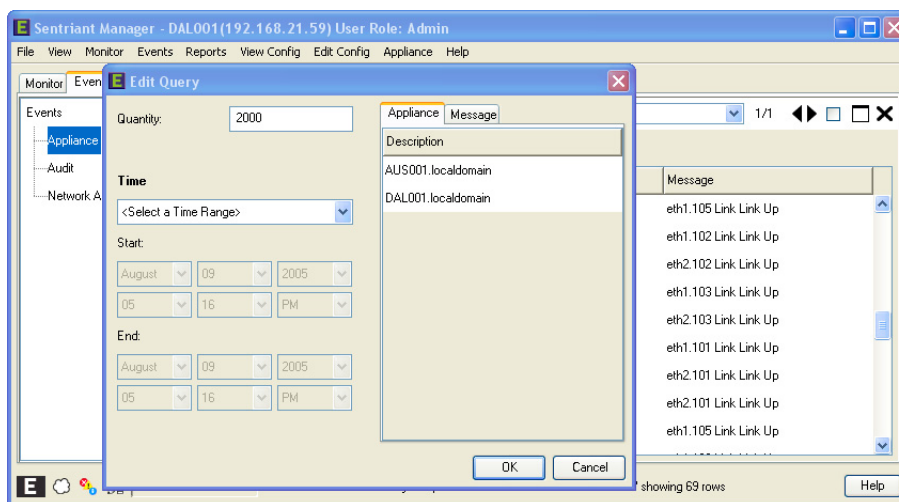 E Sentriant Manager - DAL001(192.168.21.59) User Role: Admin
File View Monitor Events Reports View Config Edit Config Appliance Help
Monitor Even
E Edit Query
Events
Appliance
Audit
Network A
Quantity: 2000
Time
<Select a Time Range>
Start:
August 09 2005
05 16 PM
End:
August 09 2005
05 16 PM
Appliance Message
Description
AUS001.localdomain
DAL001.localdomain
OK Cancel
1/1
Message
eth1.105 Link Link Up
eth1.102 Link Link Up
eth2.102 Link Link Up
eth1.103 Link Link Up
eth2.103 Link Link Up
eth1.101 Link Link Up
eth2.101 Link Link Up
eth2.101 Link Link Up
eth1.105 Link Link Up
E
showing 69 rows
Help